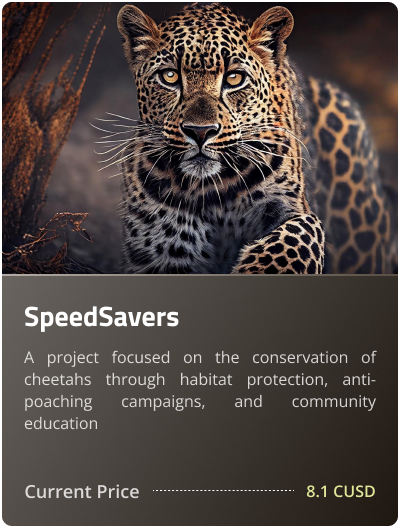 SpeedSavers
A project focused on the conservation of
cheetahs through habitat protection, anti-
poaching campaigns, and community
education
Current Price 8.1 CUSD